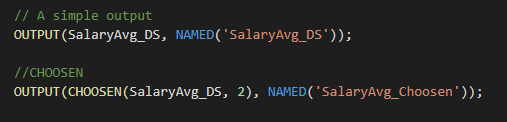 // A simple output
OUTPUT(SalaryAvg_DS, NAMED('SalaryAvg_DS'));
//CHOOSEN
OUTPUT(CHOOSEN(SalaryAvg_DS, 2), NAMED('SalaryAvg_Choosen'));